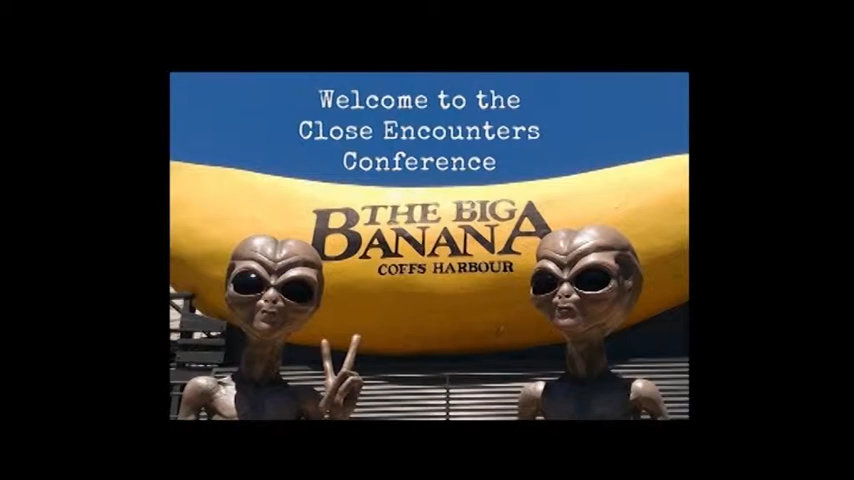 Welcome to the
Close Encounters
Conference
THE BIG
BANANA
COFFS HARBOUR